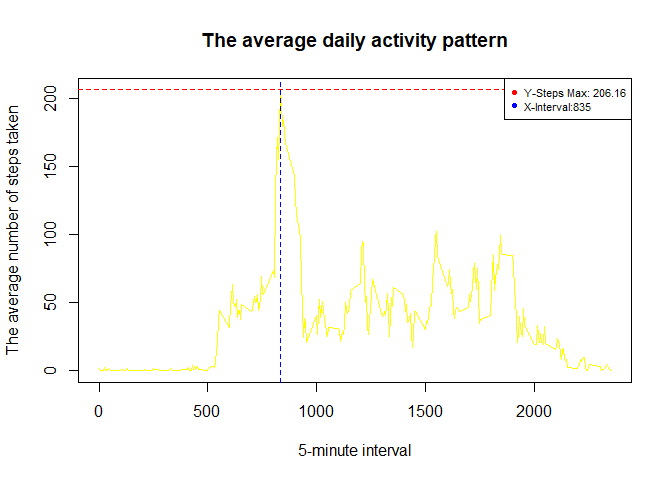 The average daily activity pattern
Y-Steps Max: 206.16
X-Interval:835
The average number of steps taken
200
150
100
50
0
0 500 1000 1500 2000
5-minute interval